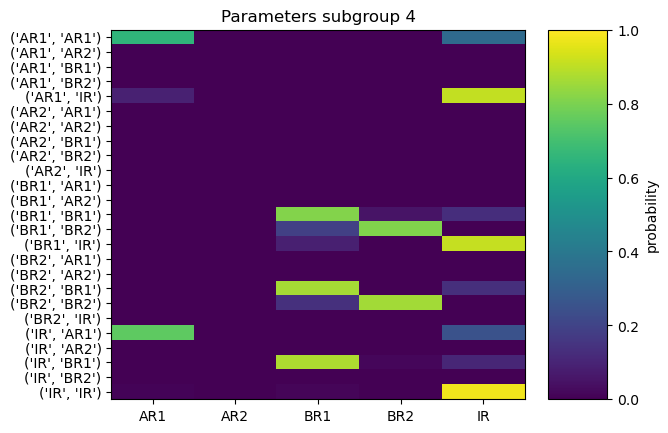 Parameters subgroup 4
('AR1', 'AR1')
('AR1', 'AR2')
('AR1', 'BR1')
('AR1', 'BR2')
('AR1', 'IR')
('AR2', 'AR1')
('AR2', 'AR2')
('AR2', 'BR1')
('AR2', 'BR2')
('AR2', 'IR')
('BR1', 'AR1')
('BR1', 'AR2')
('BR1', 'BR1')
('BR1', 'BR2')
('BR1', 'IR')
('BR2', 'AR1')
('BR2', 'AR2')
('BR2', 'BR1')
('BR2', 'BR2')
('BR2', 'IR')
('IR', 'AR1')
('IR', 'AR2')
('IR', 'BR1')
('IR', 'BR2')
('IR', 'IR')
AR1 AR2 BR1 BR2 IR
1.0
0.8
0.6
0.4
0.2
0.0
probability